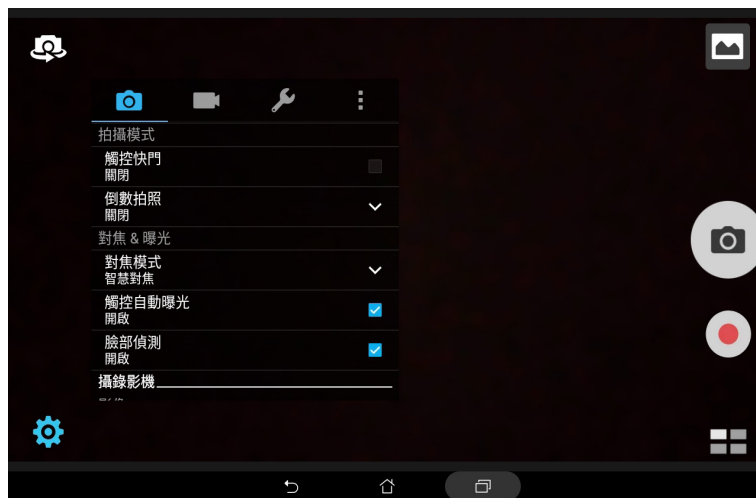 拍攝模式
觸控快門
關閉
倒數拍照
關閉
對焦 & 曝光
對焦模式
智慧對焦
觸控自動曝光
開啟
臉部偵測
開啟
攝錄影機